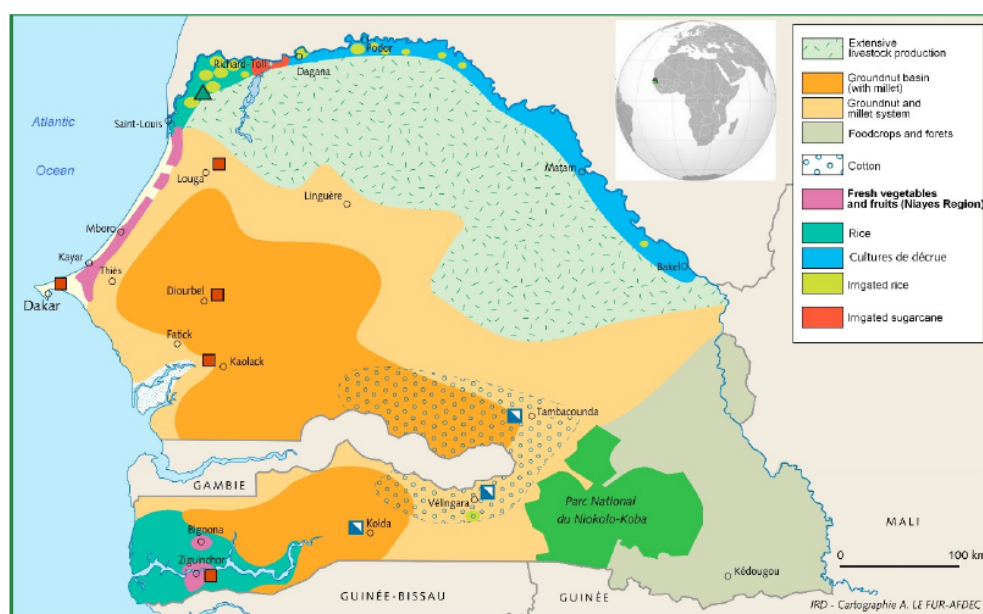 Podor
Richard-Toll
Dagana
Atlantic
Ocean
Saint-Louis
Matam
Louga
Linguère
Mboro
Kayar
Thiès
Bakel
Dakar
Diourbel
Fatick
Kaolack
Tambacounda
GAMBIE
Vélingara
Parc National
du Niokolo-Koba
Kolda
Bignona
Ziguinchor
Kédougou
MALI
GUINÉE-BISSAU
GUINÉE
0 100 km
IRD - Cartographie A. LE FUR-AFDEC
Extensive
livestock production
Groundnut basin
(with millet)
Groundnut and
millet system
Foodcrops and forets
Cotton
Fresh vegetables
and fruits (Niayes Region)
Rice
Cultures de décrue
Irrigated rice
Irrigated sugarcane